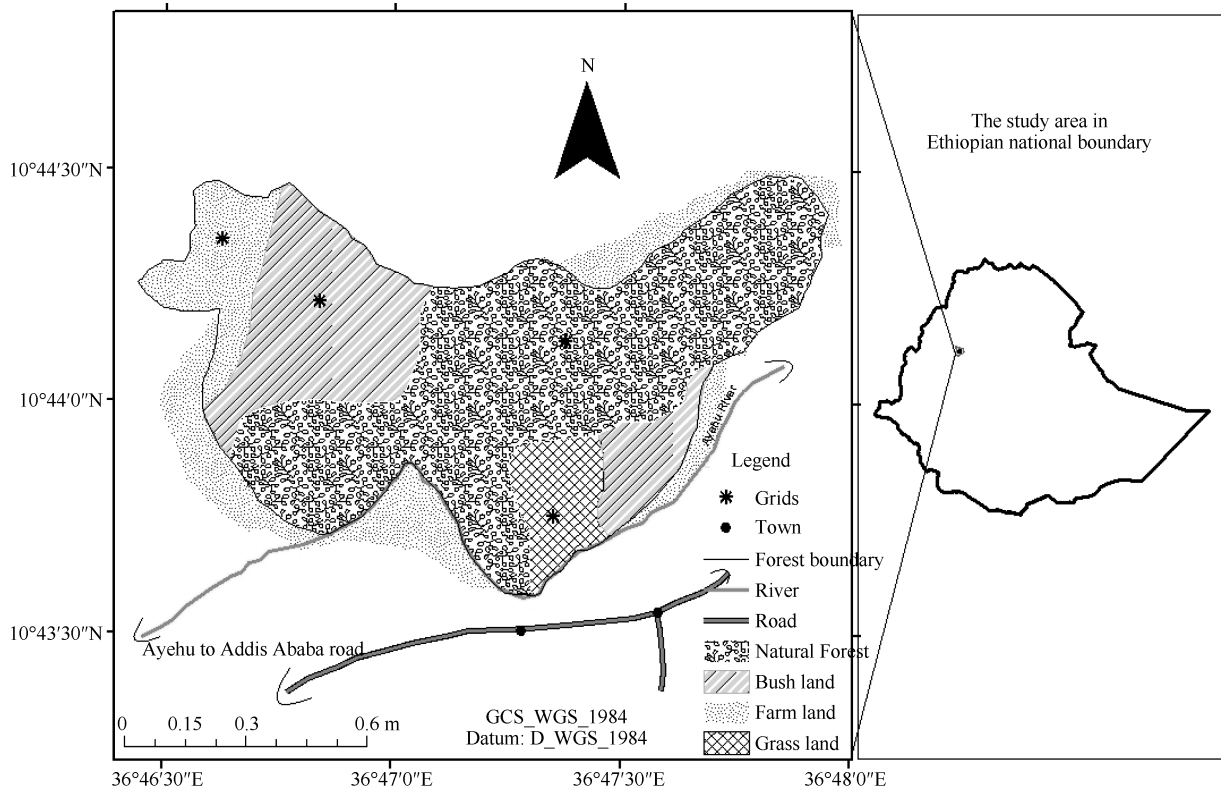 N
The study area in
Ethiopian national boundary
10°44′30″N
10°44′0″N
10°43′30″N
Ayehu River
Legend
Grids
Town
Forest boundary
River
Road
Natural Forest
Bush land
Farm land
Grass land
Ayehu to Addis Ababa road
0 0.15 0.3 0.6 m
GCS_WGS_1984
Datum: D_WGS_1984
36°46′30″E 36°47′0″E 36°47′30″E 36°48′0″E